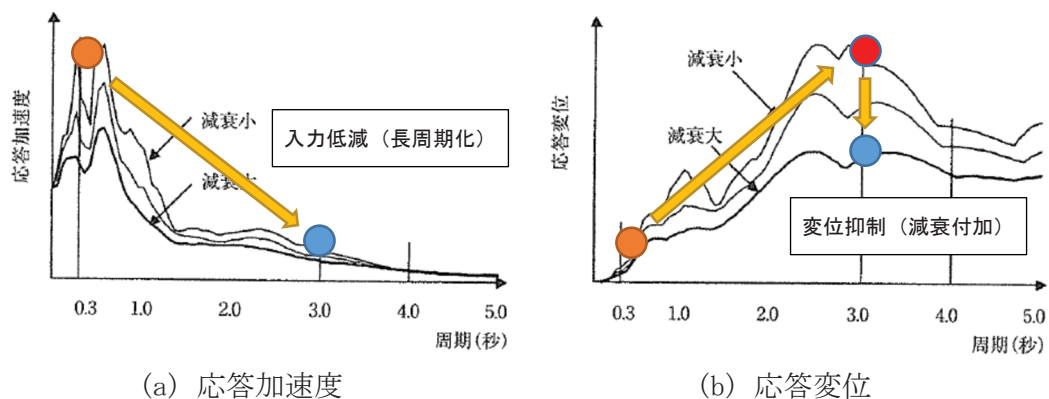 応答加速度
減衰小
減衰大
入力低減（長周期化）
0.3 1.0 2.0 3.0 4.0 5.0
周期(秒)
(a) 応答加速度
応答変位
減衰小
減衰大
変位抑制（減衰付加）
0.3 1.0 2.0 3.0 4.0 5.0
周期(秒)
(b) 応答変位